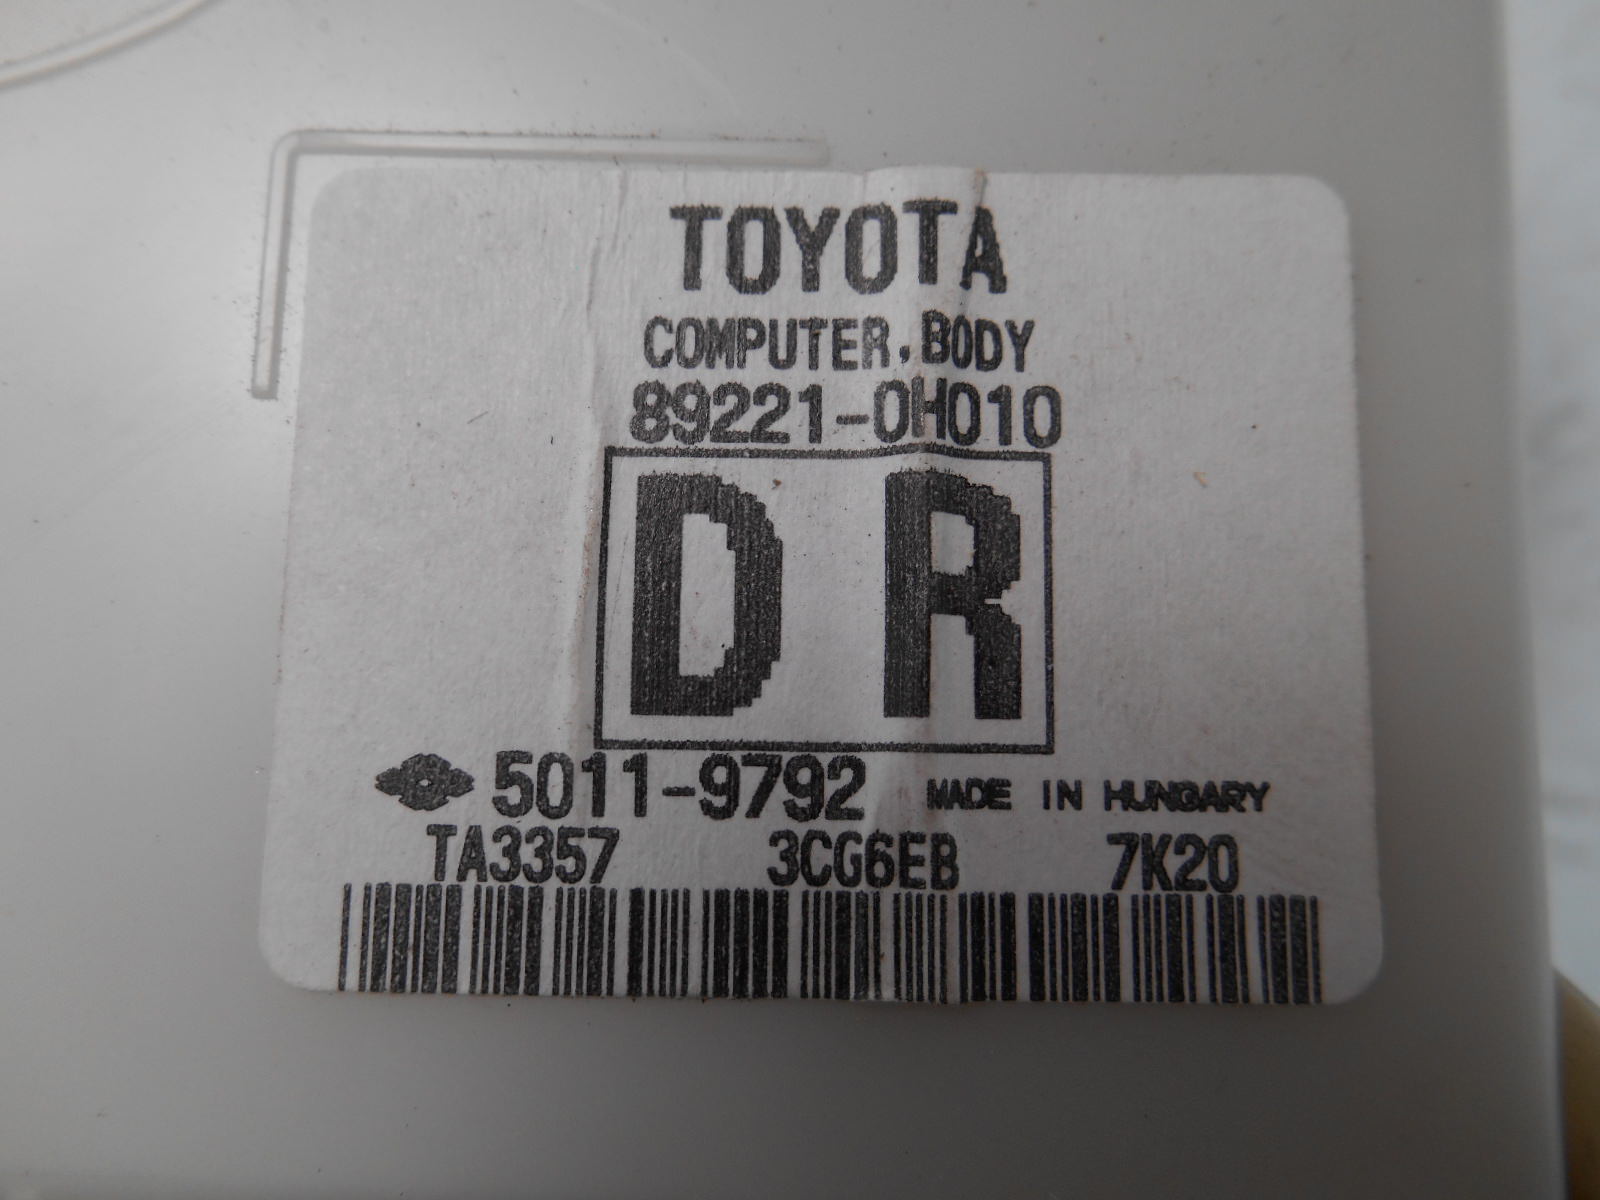 TOYOTA
COMPUTER, BODY
89221-0H010
D R
5011-9792 MADE IN HUNGARY
TA3357 3CG6EB 7K20